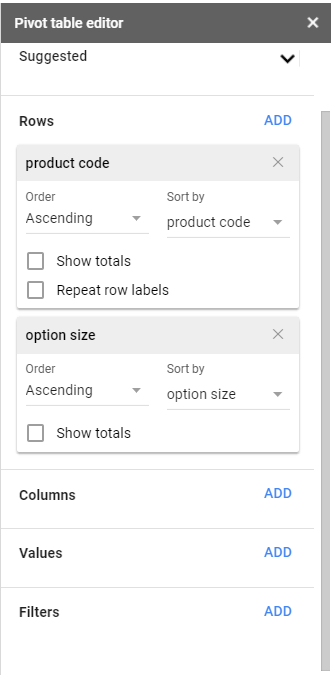 Pivot table editor
Suggested
Rows ADD
product code
Order Sort by
Ascending product code
Show totals
Repeat row labels
option size
Order Sort by
Ascending option size
Show totals
Columns ADD
Values ADD
Filters ADD